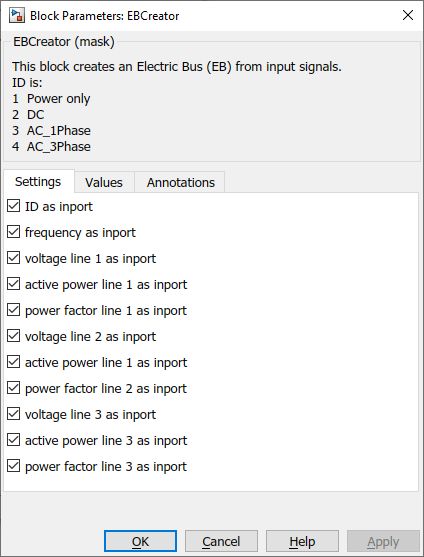 Block Parameters: EBCreator
EBCreator (mask)
This block creates an Electric Bus (EB) from input signals.
ID is:
1 Power only
2 DC
3 AC_1Phase
4 AC_3Phase
Settings Values Annotations
ID as inport
frequency as inport
voltage line 1 as inport
active power line 1 as inport
power factor line 1 as inport
voltage line 2 as inport
active power line 1 as inport
power factor line 2 as inport
voltage line 3 as inport
active power line 3 as inport
power factor line 3 as inport
OK Cancel Help Apply